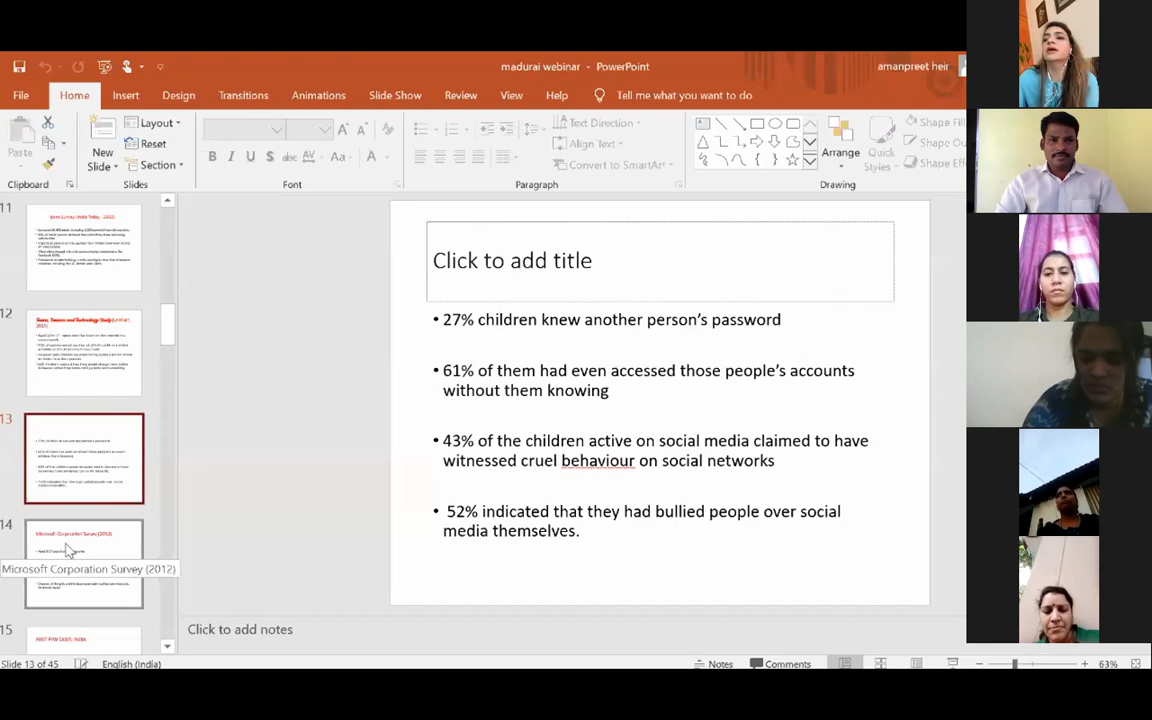 madurai webinar - PowerPoint
amanpreet heir
File Home Insert Design Transitions Animations Slide Show Review View Help Tell me what you want to do
Paste
New
Slide
Layout
Reset
Section
Text Direction
Align Text
Convert to SmartArt
Arrange
Quick
Styles
Shape Fill
Shape Ou
Shape Eff
Clipboard Slides Font Paragraph Drawing
11
12
13
14
Microsoft Corporation Survey (2012)
Microsoft Corporation Survey (2012)
15
Click to add title
• 27% children knew another person's password
• 61% of them had even accessed those people's accounts
without them knowing
• 43% of the children active on social media claimed to have
witnessed cruel behaviour on social networks
• 52% indicated that they had bullied people over social
media themselves.
Click to add notes
Slide 13 of 45 English (India) Notes Comments 63%